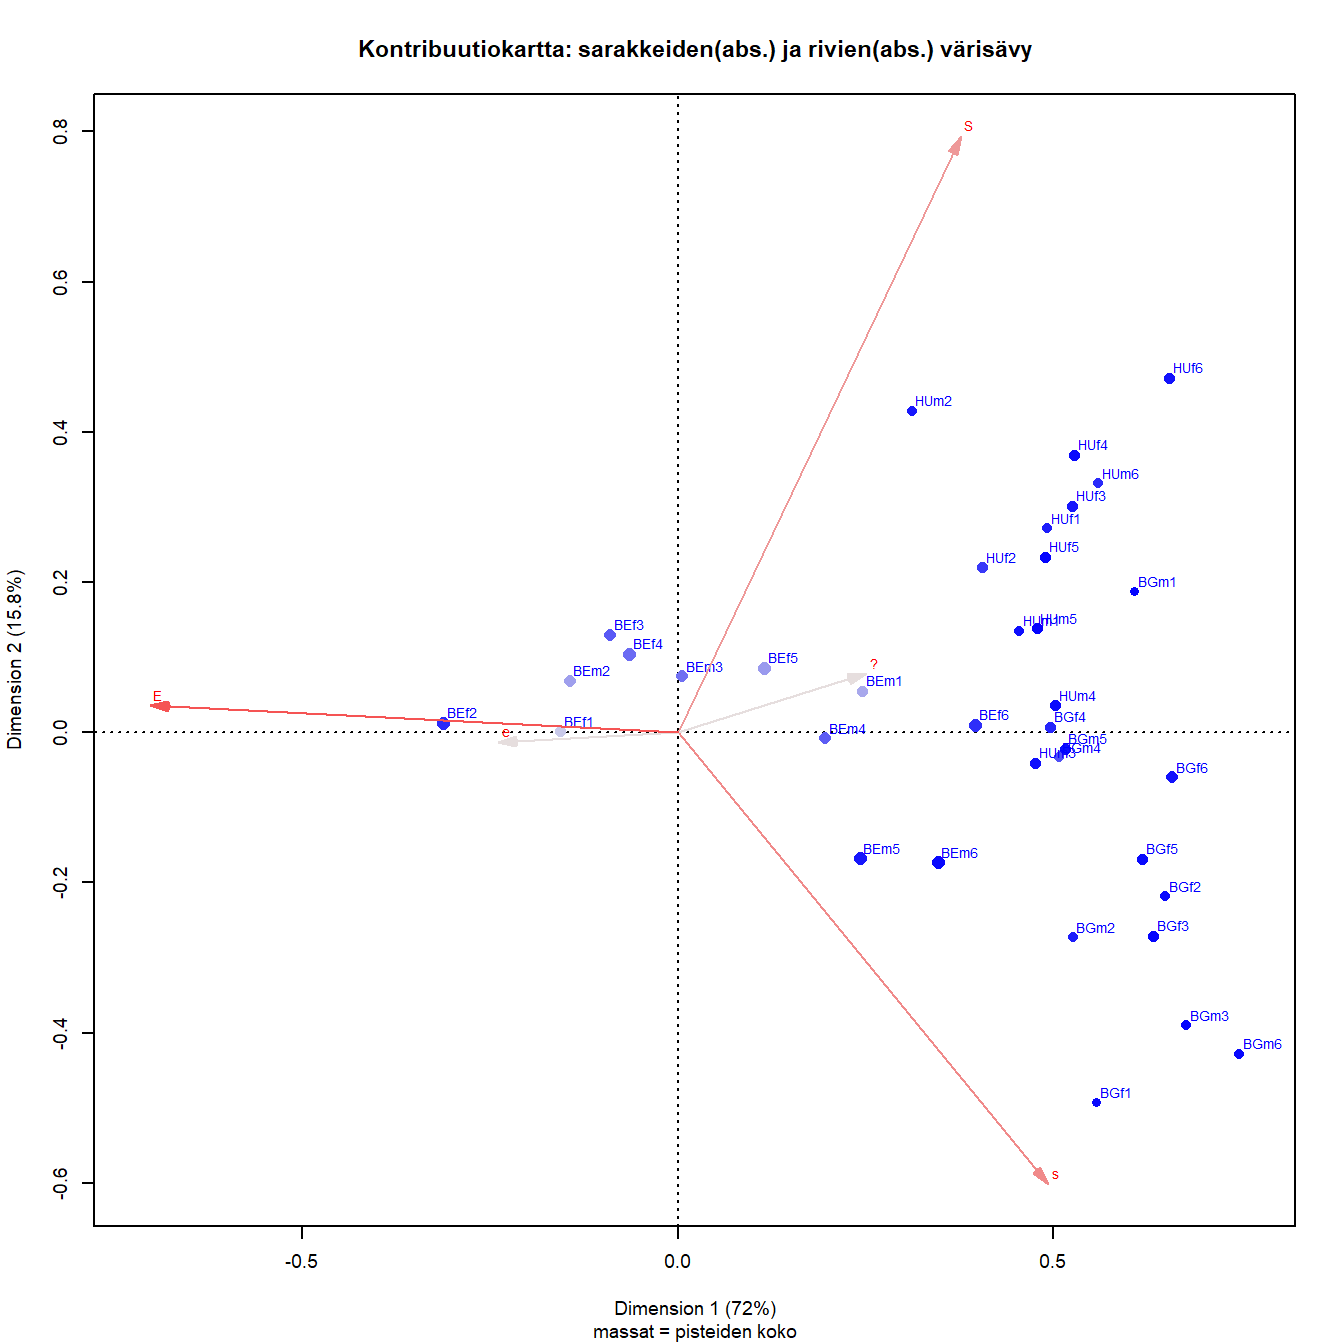 Kontribuutiokartta: sarakkeiden(abs.) ja rivien(abs.) värisävy
0.8
S
0.6
HUf6
HUm2
0.4
HUf4
HUm6
HUf3
HUf1
HUf5
HUf2
0.2
BGm1
BEf3
HUm1
HUm5
BEf4
BEm2
BEm3
BEf5
?
BEm1
E
HUm4
BEf2
BEf1
BEf6
BGf4
0.0
e
BEm4
BGm5
BGm4
HUm3
BGf6
BEm5
BEm6
BGf5
-0.2
BGf2
BGm2
BGf3
-0.4
BGm3
BGm6
BGf1
-0.6
s
Dimension 2 (15.8%)
-0.5
0.0
0.5
Dimension 1 (72%)
massat = pisteiden koko